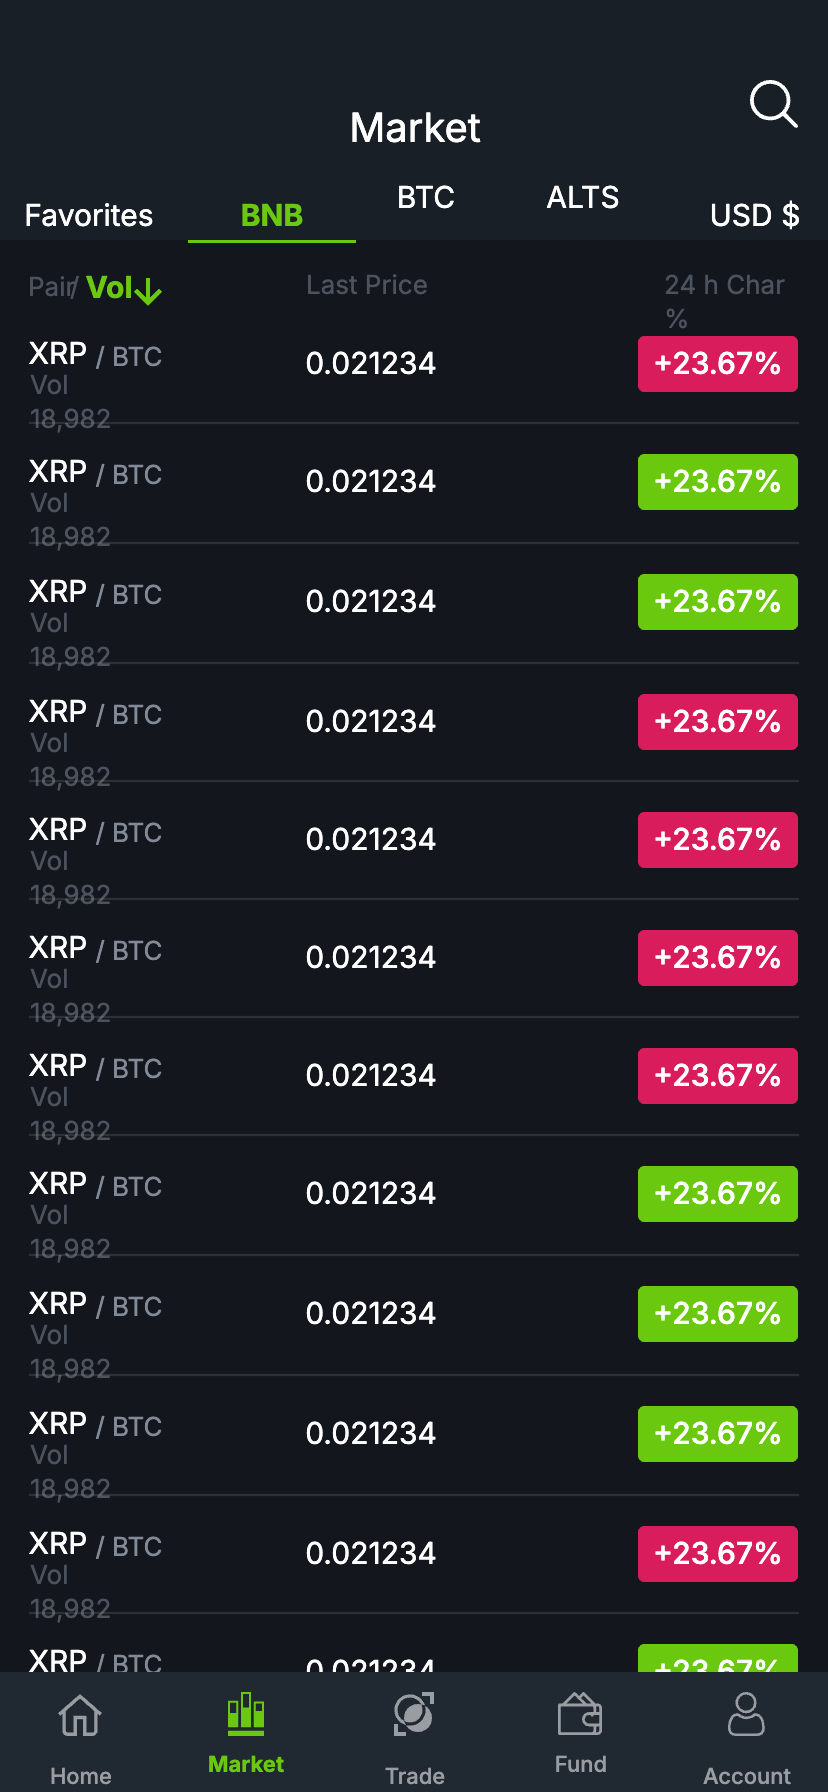 Market
Favorites BNB BTC ALTS USD $
Pair/ Vol Last Price 24 h Char
%
XRP / BTC 0.021234 +23.67%
Vol
18,982
XRP / BTC 0.021234 +23.67%
Vol
18,982
XRP / BTC 0.021234 +23.67%
Vol
18,982
XRP / BTC 0.021234 +23.67%
Vol
18,982
XRP / BTC 0.021234 +23.67%
Vol
18,982
XRP / BTC 0.021234 +23.67%
Vol
18,982
XRP / BTC 0.021234 +23.67%
Vol
18,982
XRP / BTC 0.021234 +23.67%
Vol
18,982
XRP / BTC 0.021234 +23.67%
Vol
18,982
XRP / BTC 0.021234 +23.67%
Vol
18,982
XRP / BTC 0.021234 +23.67%
Vol
18,982
XRP / BTC 0.021234 +23.67%
Home Market Trade Fund Account